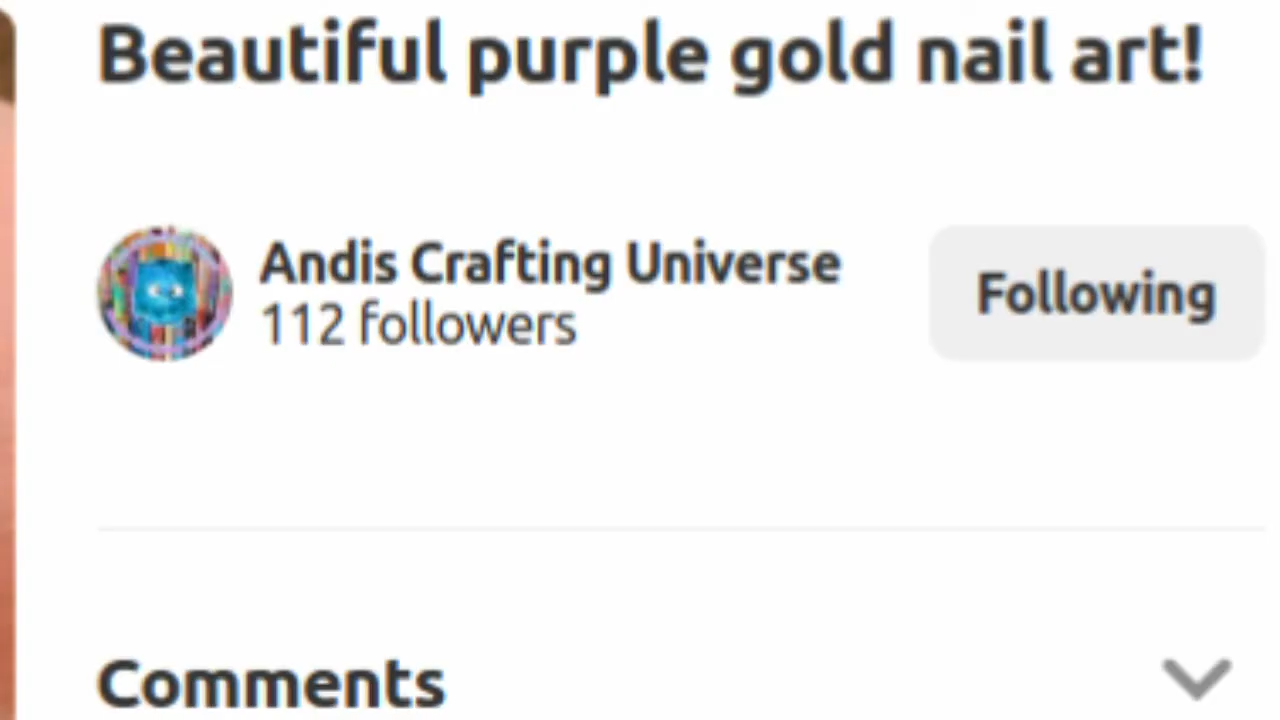 Beautiful purple gold nail art!
Andis Crafting Universe
112 followers
Following
Comments